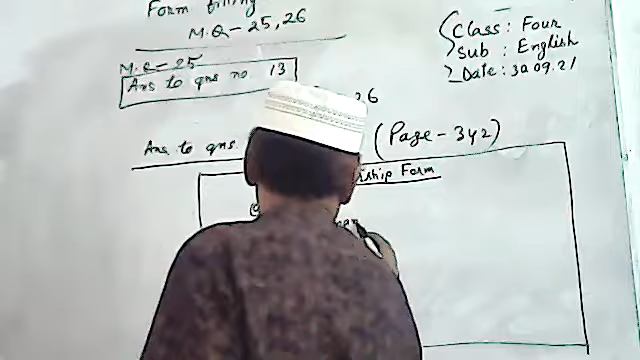 Form filling
M.Q - 25, 26
Class : Four
Sub : English
Date : 30.09.21
M.Q - 25
Ans to qns no. 13
26
(Page - 342)
Ans to qns.
ship Form